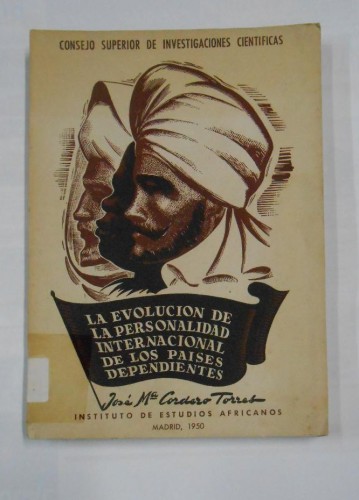 CONSEJO SUPERIOR DE INVESTIGACIONES CIENTIFICAS
LA EVOLUCION DE
LA PERSONALIDAD
INTERNACIONAL
DE LOS PAISES
DEPENDIENTES
José Mª Cordero Torres
INSTITUTO DE ESTUDIOS AFRICANOS
MADRID, 1950